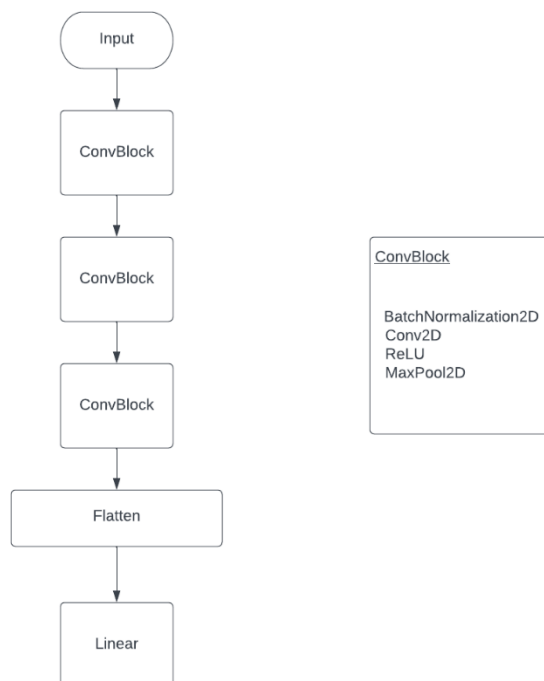 Input
ConvBlock
ConvBlock
ConvBlock
Flatten
Linear
ConvBlock
BatchNormalization2D
Conv2D
ReLU
MaxPool2D